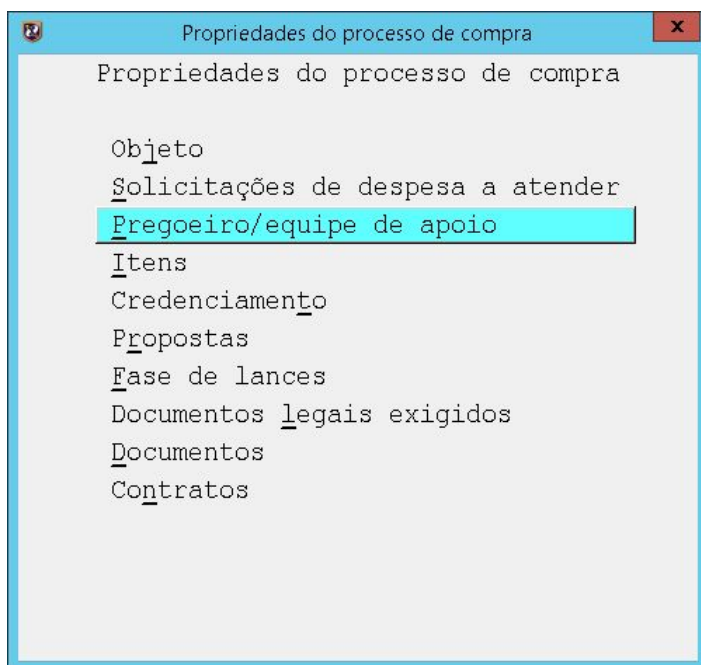 Propriedades do processo de compra
x
Propriedades do processo de compra
Objeto
Solicitações de despesa a atender
Pregoeiro/equipe de apoio
Itens
Credenciamento
Propostas
Fase de lances
Documentos legais exigidos
Documentos
Contratos